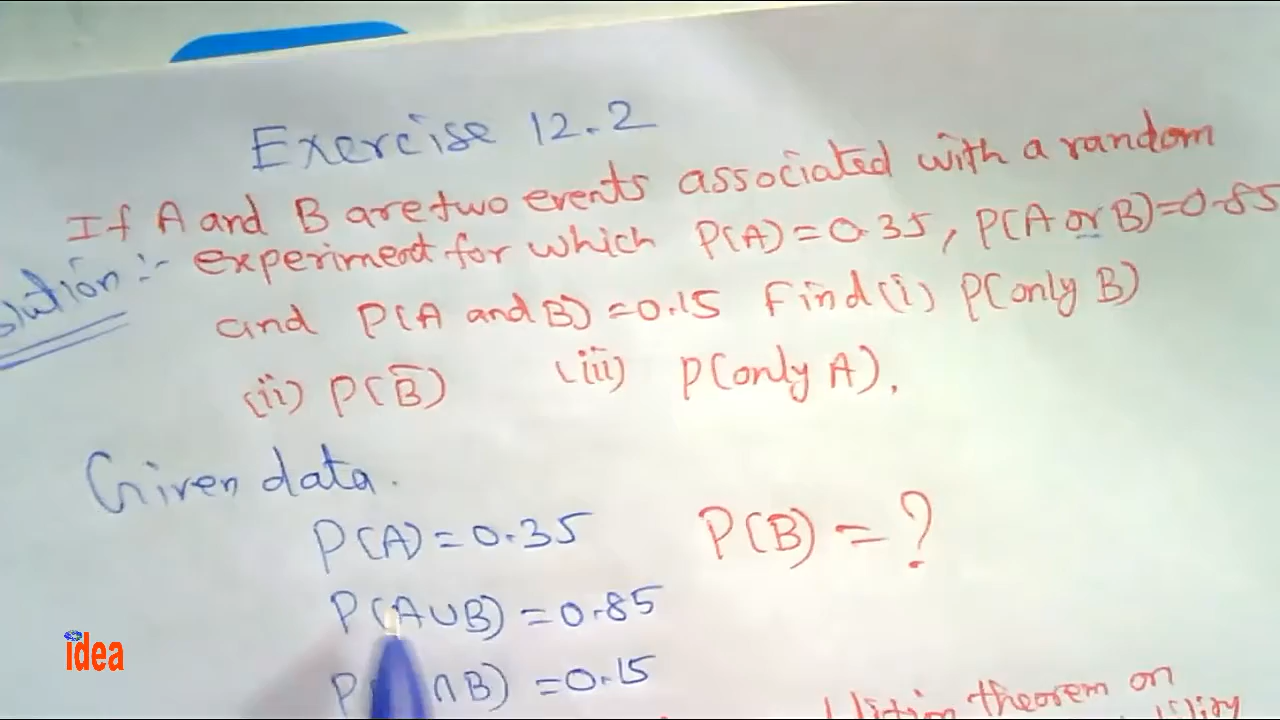 Exercise 12.2
If A and B are two events associated with a random
Solution :- experiment for which P(A) = 0.35, P(A or B) = 0.85
and P(A and B) = 0.15 Find (i) P(only B)
(ii) P(B̅) (iii) P(only A).
Given data.
P(A) = 0.35 P(B) = ?
P(A∪B) = 0.85
P( ∩B) = 0.15
theorem on
idea